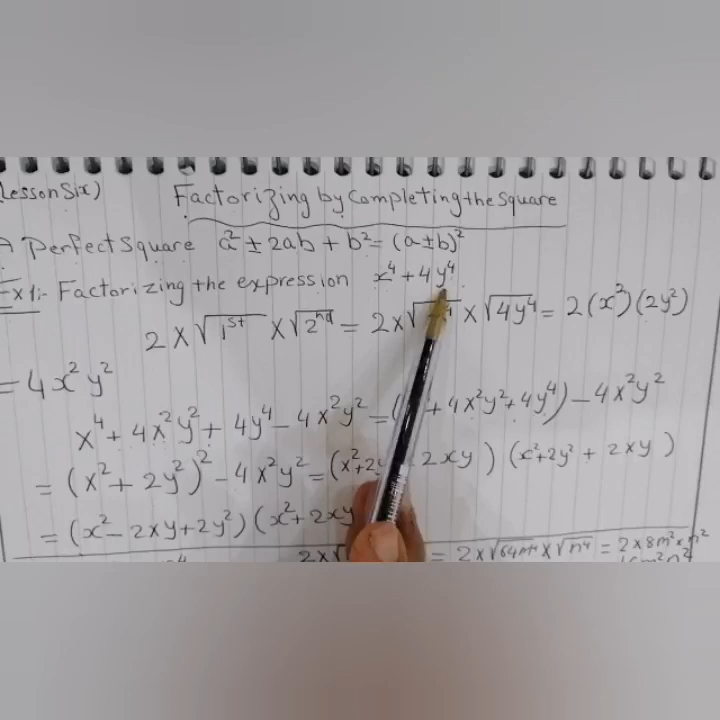 Lesson Six) Factorizing by Completing the Square
A Perfect Square a² ± 2ab + b² = (a ± b)²
Ex1:- Factorizing the expression x⁴ + 4y⁴
2 × √1st × √2nd = 2 × √ × √4y⁴ = 2(x²)(2y²)
= 4x²y²
x⁴ + 4x²y² + 4y⁴ - 4x²y² = ( + 4x²y² + 4y⁴) - 4x²y²
= (x² + 2y²)² - 4x²y² = (x² + 2y 2xy) (x² + 2y² + 2xy)
= (x² - 2xy + 2y²) (x² + 2xy
2 × √ = 2 × √64m⁴ × √n⁴ = 2 × 8m² × n²
16m²n²